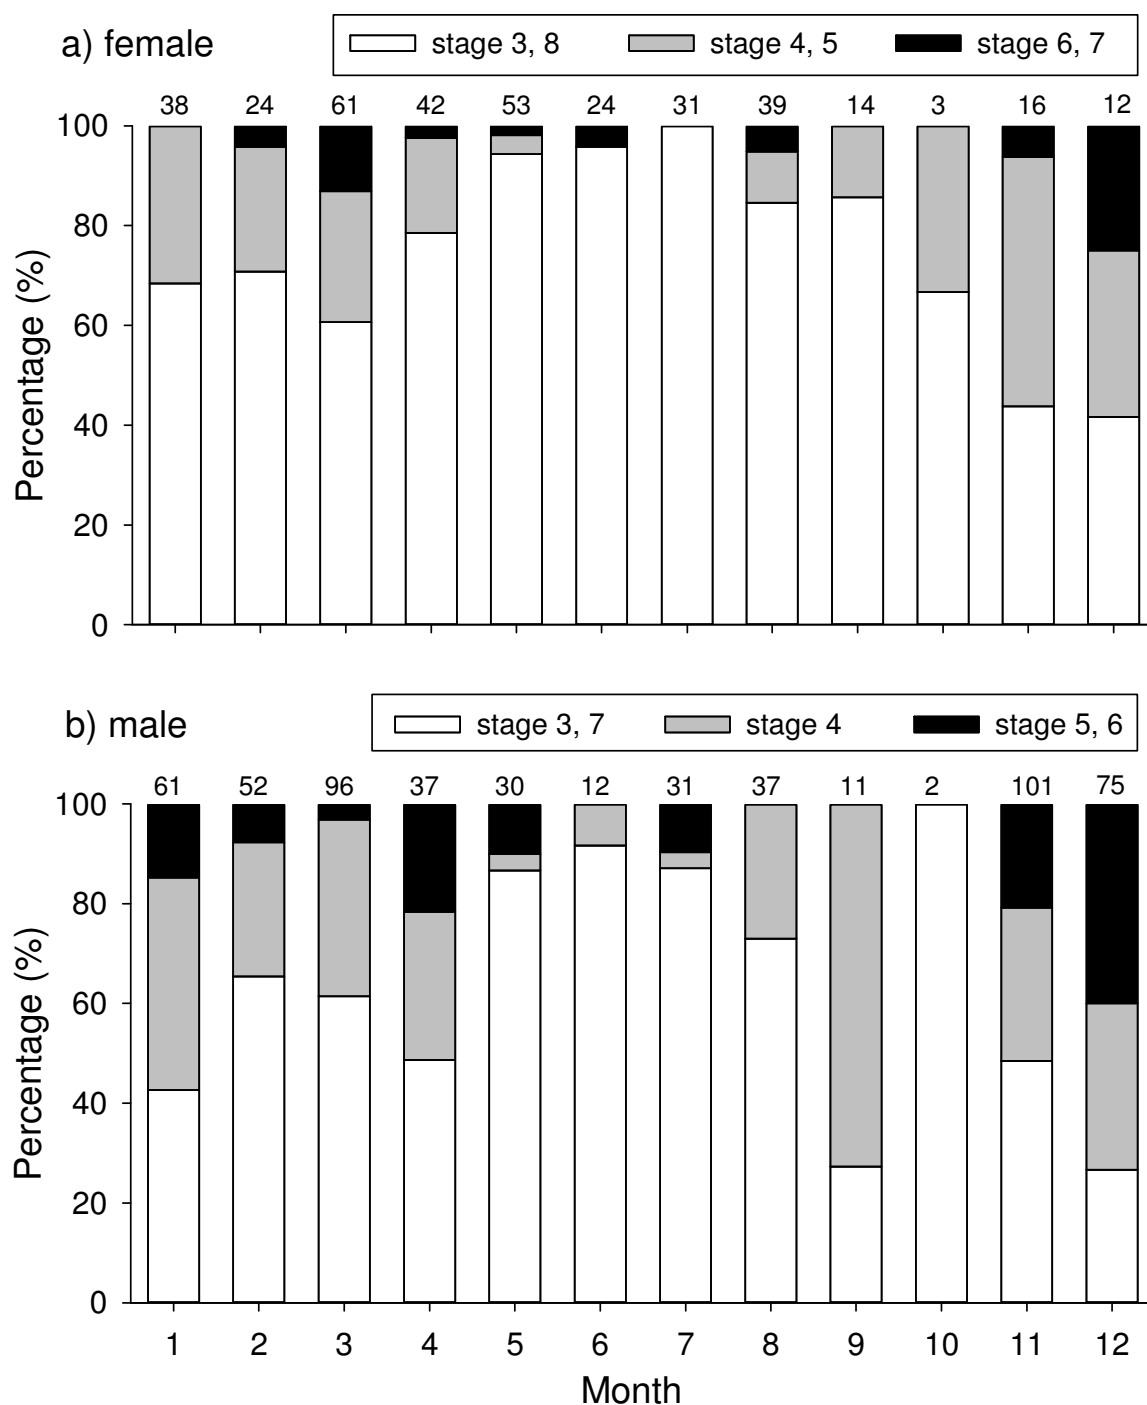 a) female
stage 3, 8 stage 4, 5 stage 6, 7
38 24 61 42 53 24 31 39 14 3 16 12
100
80
60
40
20
0
Percentage (%)
b) male
stage 3, 7 stage 4 stage 5, 6
61 52 96 37 30 12 31 37 11 2 101 75
100
80
60
40
20
0
Percentage (%)
1 2 3 4 5 6 7 8 9 10 11 12
Month